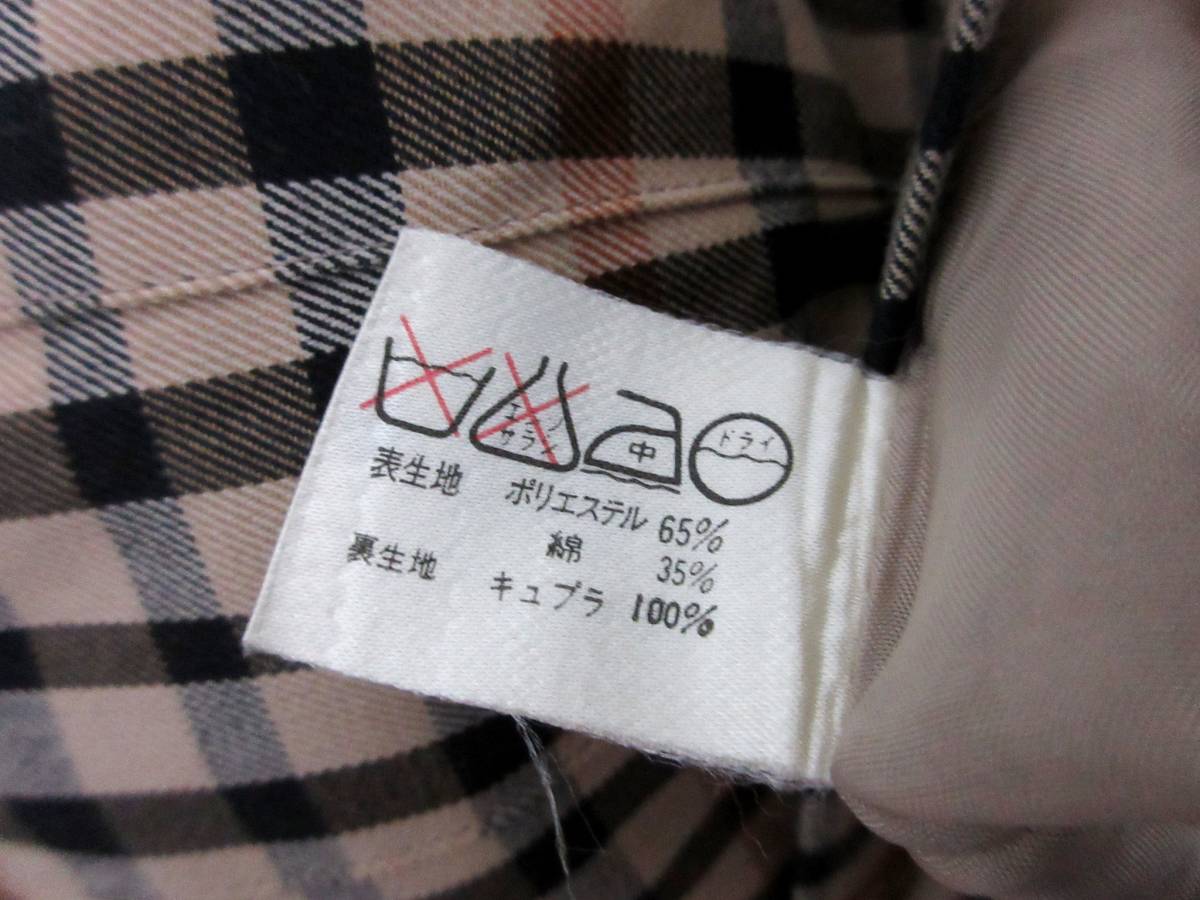 エンソ
サラシ
中
ドライ
表生地 ポリエステル 65%
綿 35%
裏生地 キュプラ 100%